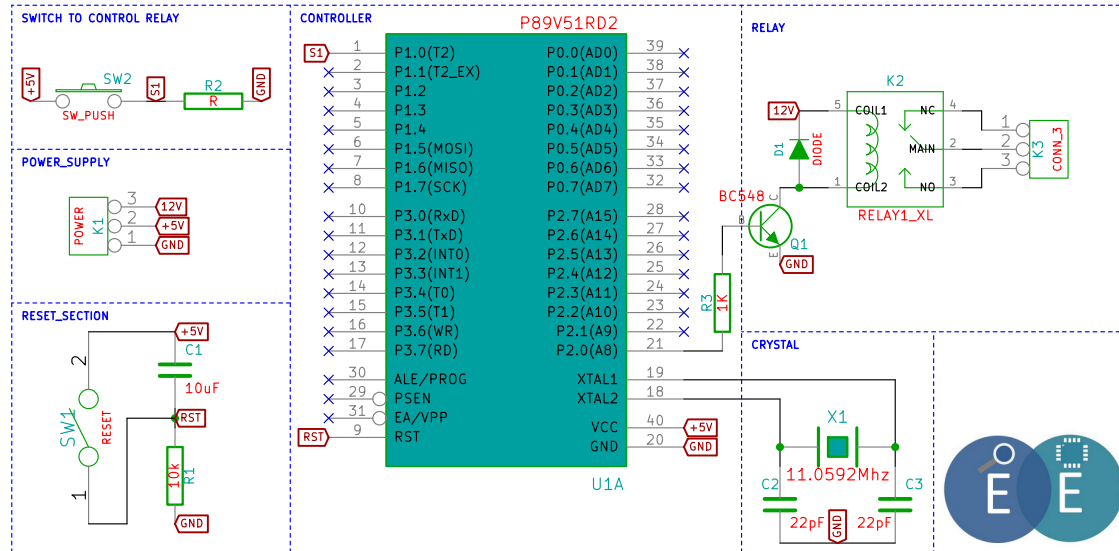 SWITCH TO CONTROL RELAY
+5V
SW2
SW_PUSH
S1
R2
R
GND
POWER_SUPPLY
POWER
K1
3
12V
2
+5V
1
GND
RESET_SECTION
2
+5V
C1
10uF
SW1
RESET
RST
10k
R1
1
GND
CONTROLLER
P89V51RD2
S1
1 P1.0(T2) P0.0(AD0) 39
2 P1.1(T2_EX) P0.1(AD1) 38
3 P1.2 P0.2(AD2) 37
4 P1.3 P0.3(AD3) 36
5 P1.4 P0.4(AD4) 35
6 P1.5(MOSI) P0.5(AD5) 34
7 P1.6(MISO) P0.6(AD6) 33
8 P1.7(SCK) P0.7(AD7) 32
10 P3.0(RxD) P2.7(A15) 28
11 P3.1(TxD) P2.6(A14) 27
12 P3.2(INT0) P2.5(A13) 26
13 P3.3(INT1) P2.4(A12) 25
14 P3.4(T0) P2.3(A11) 24
15 P3.5(T1) P2.2(A10) 23
16 P3.6(WR) P2.1(A9) 22
17 P3.7(RD) P2.0(A8) 21
30 ALE/PROG XTAL1 19
29 PSEN XTAL2 18
31 EA/VPP
VCC 40 +5V
RST 9 RST
GND 20 GND
U1A
RELAY
K2
12V
5 COIL1 NC 4
D1
DIODE
MAIN 2
1 COIL2 NO 3
RELAY1_XL
1
2
3
K3
CONN_3
BC548
C
B
E
Q1
GND
R3
1K
CRYSTAL
X1
11.0592Mhz
C2
22pF
GND
C3
22pF
E E